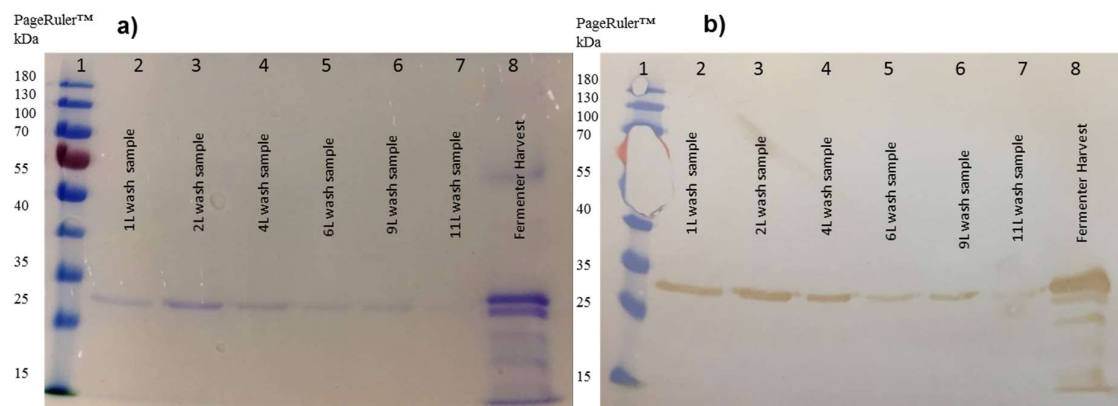 PageRuler™
kDa
a)
1 2 3 4 5 6 7 8
180
130
100
70
55
40
35
25
15
1L wash sample
2L wash sample
4L wash sample
6L wash sample
9L wash sample
11L wash sample
Fermenter Harvest
PageRuler™
kDa
b)
1 2 3 4 5 6 7 8
180
130
100
70
55
40
35
25
15
1L wash sample
2L wash sample
4L wash sample
6L wash sample
9L wash sample
11L wash sample
Fermenter Harvest